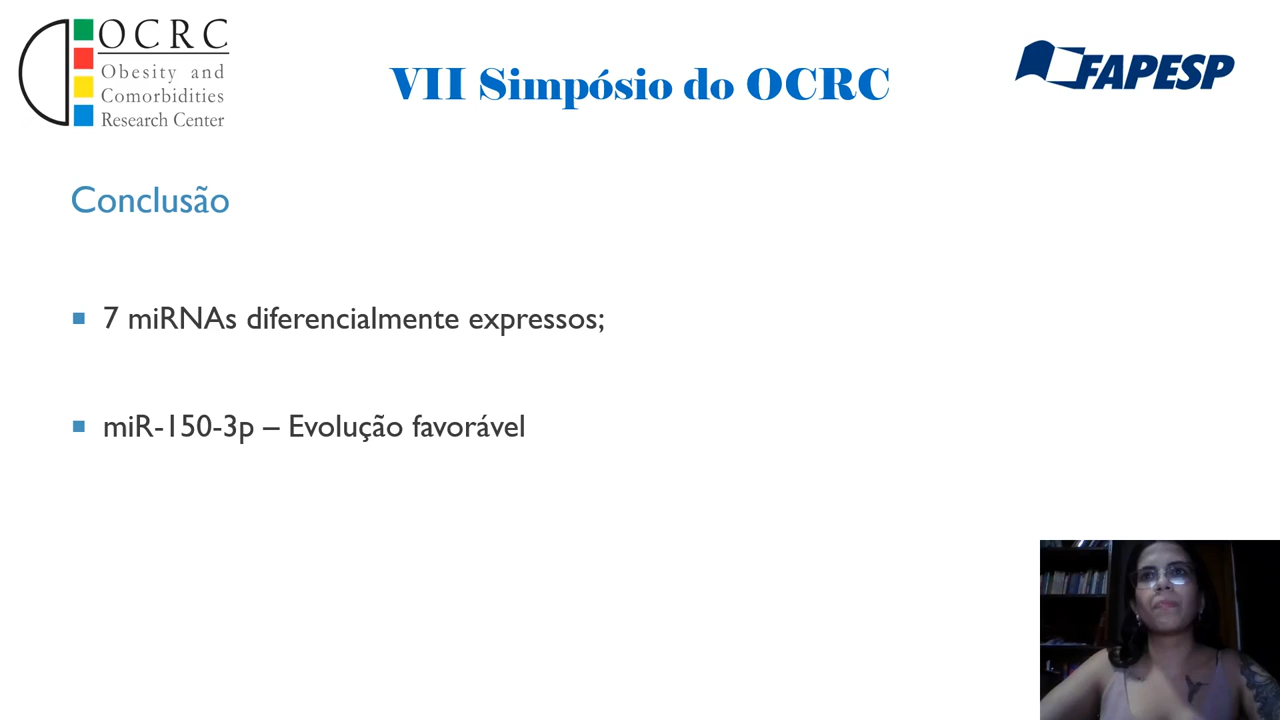 OCRC
Obesity and
Comorbidities
Research Center
VII Simpósio do OCRC
FAPESP
Conclusão
7 miRNAs diferencialmente expressos;
miR-150-3p – Evolução favorável